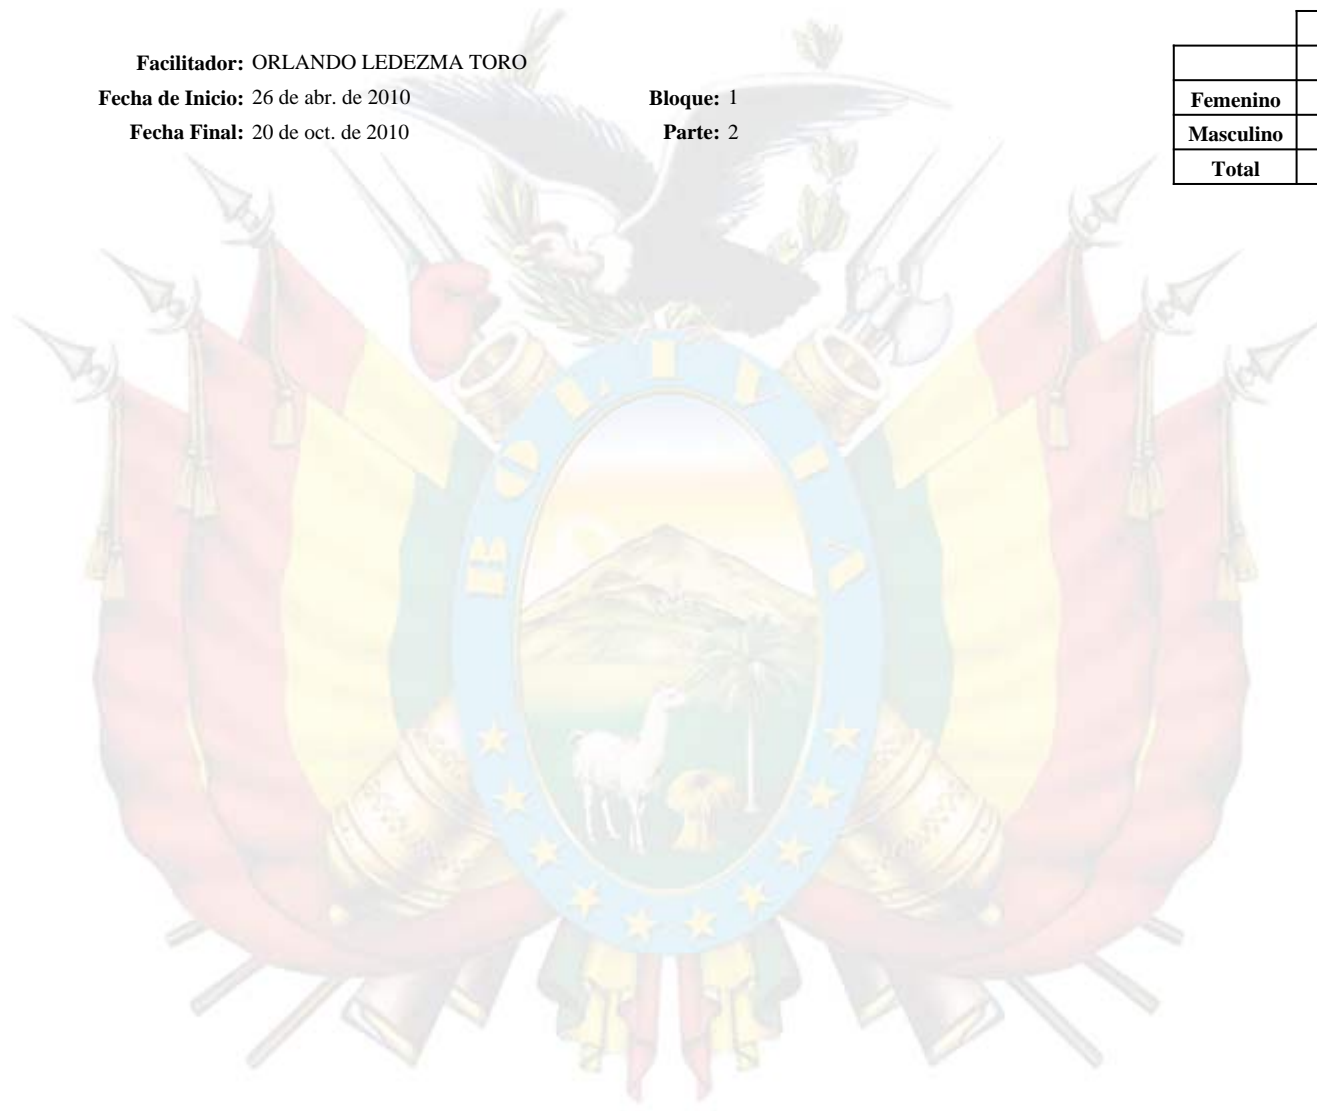 Facilitador: ORLANDO LEDEZMA TORO
Fecha de Inicio: 26 de abr. de 2010 Bloque: 1
Fecha Final: 20 de oct. de 2010 Parte: 2
Femenino
Masculino
Total
BOLIVIA